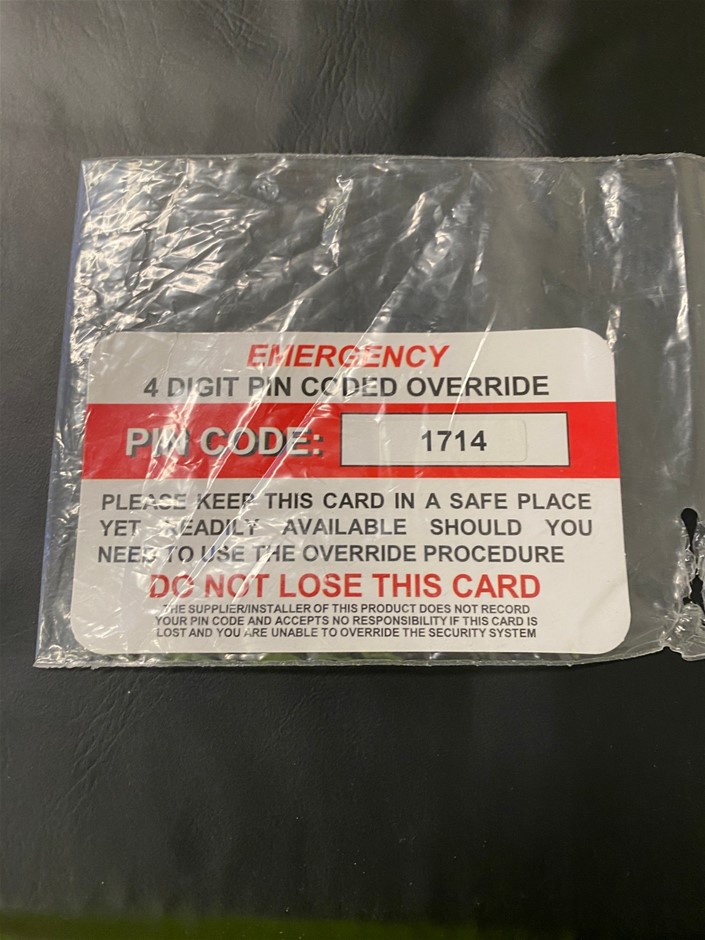 EMERGENCY
4 DIGIT PIN CODED OVERRIDE
PIN CODE: 1714
PLEASE KEEP THIS CARD IN A SAFE PLACE
YET READILY AVAILABLE SHOULD YOU
NEED TO USE THE OVERRIDE PROCEDURE
DO NOT LOSE THIS CARD
THE SUPPLIER/INSTALLER OF THIS PRODUCT DOES NOT RECORD
YOUR PIN CODE AND ACCEPTS NO RESPONSIBILITY IF THIS CARD IS
LOST AND YOU ARE UNABLE TO OVERRIDE THE SECURITY SYSTEM